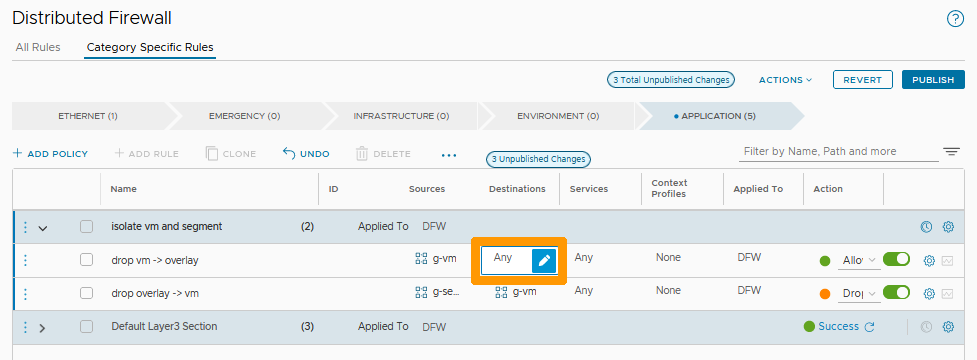 Distributed Firewall
All Rules Category Specific Rules
3 Total Unpublished Changes ACTIONS REVERT PUBLISH
ETHERNET (1) EMERGENCY (0) INFRASTRUCTURE (0) ENVIRONMENT (0) APPLICATION (5)
+ ADD POLICY + ADD RULE CLONE UNDO DELETE ... 3 Unpublished Changes Filter by Name, Path and more
Name ID Sources Destinations Services Context Profiles Applied To Action
isolate vm and segment (2) Applied To DFW
drop vm -> overlay g-vm Any Any None DFW Allo
drop overlay -> vm g-se... g-vm Any None DFW Drop
Default Layer3 Section (3) Applied To DFW Success